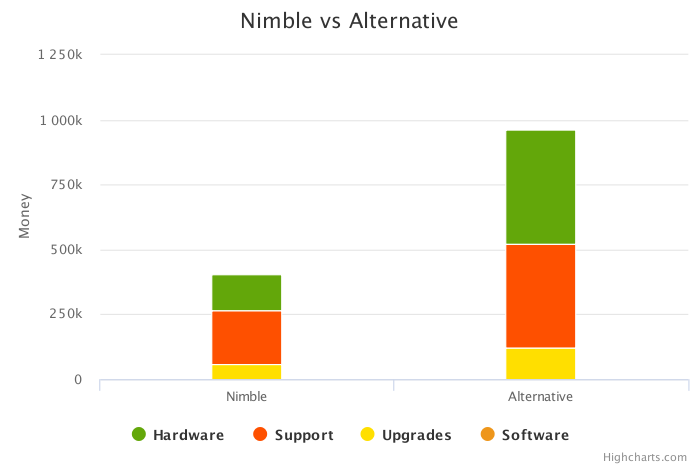 Nimble vs Alternative
1 250k
1 000k
750k
500k
250k
0
Money
Nimble Alternative
Hardware Support Upgrades Software
Highcharts.com